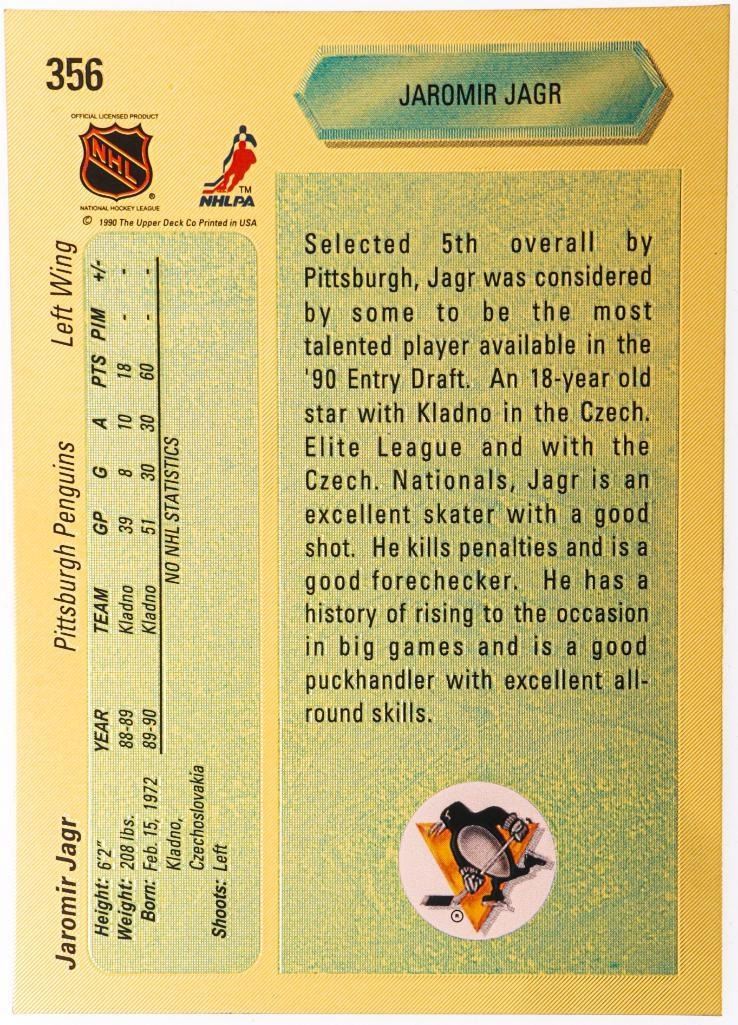 356
JAROMIR JAGR
OFFICIAL LICENSED PRODUCT
NHL
®
NATIONAL HOCKEY LEAGUE
TM
NHLPA
© 1990 The Upper Deck Co Printed in USA
Selected 5th overall by
Pittsburgh, Jagr was considered
by some to be the most
talented player available in the
'90 Entry Draft. An 18-year old
star with Kladno in the Czech.
Elite League and with the
Czech. Nationals, Jagr is an
excellent skater with a good
shot. He kills penalties and is a
good forechecker. He has a
history of rising to the occasion
in big games and is a good
puckhandler with excellent all-
round skills.
®
Jaromir Jagr Pittsburgh Penguins Left Wing
Height: 6'2" YEAR TEAM GP G A PTS PIM +/-
Weight: 208 lbs. 88-89 Kladno 39 8 10 18 - -
Born: Feb. 15, 1972 89-90 Kladno 51 30 30 60 - -
Kladno, NO NHL STATISTICS
Czechoslovakia
Shoots: Left